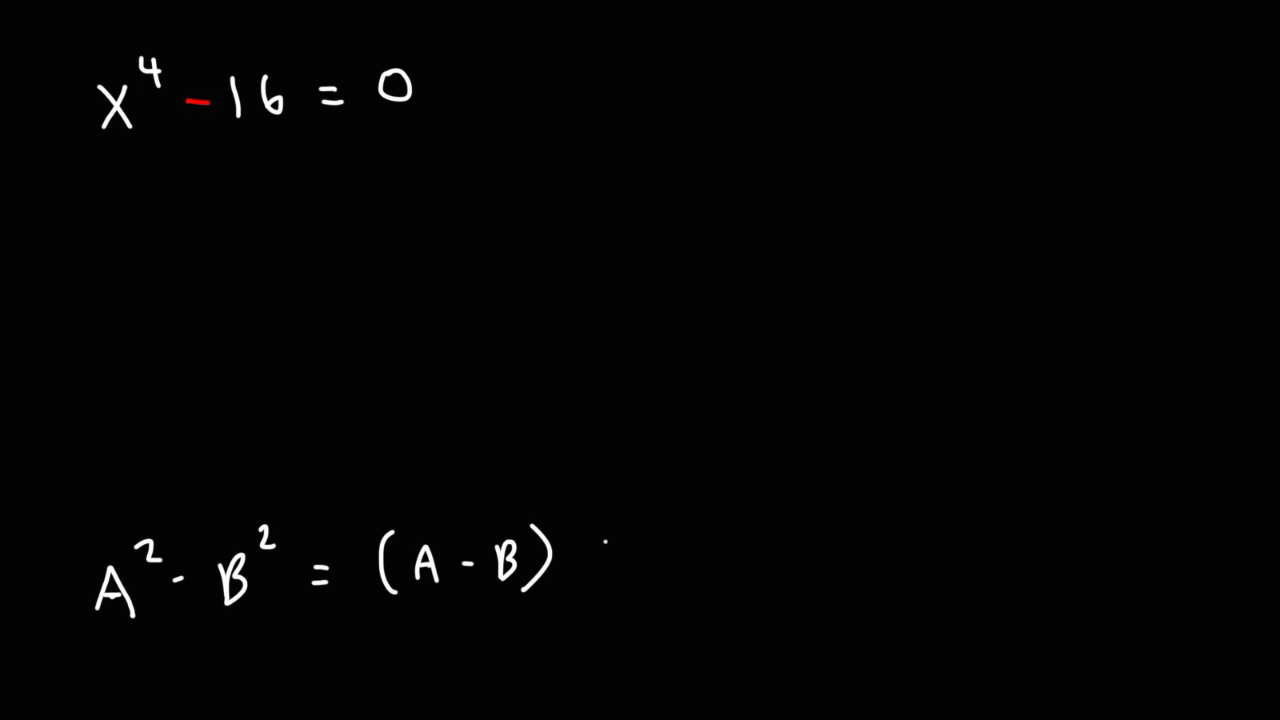 x⁴ - 16 = 0
A² - B² = (A - B)